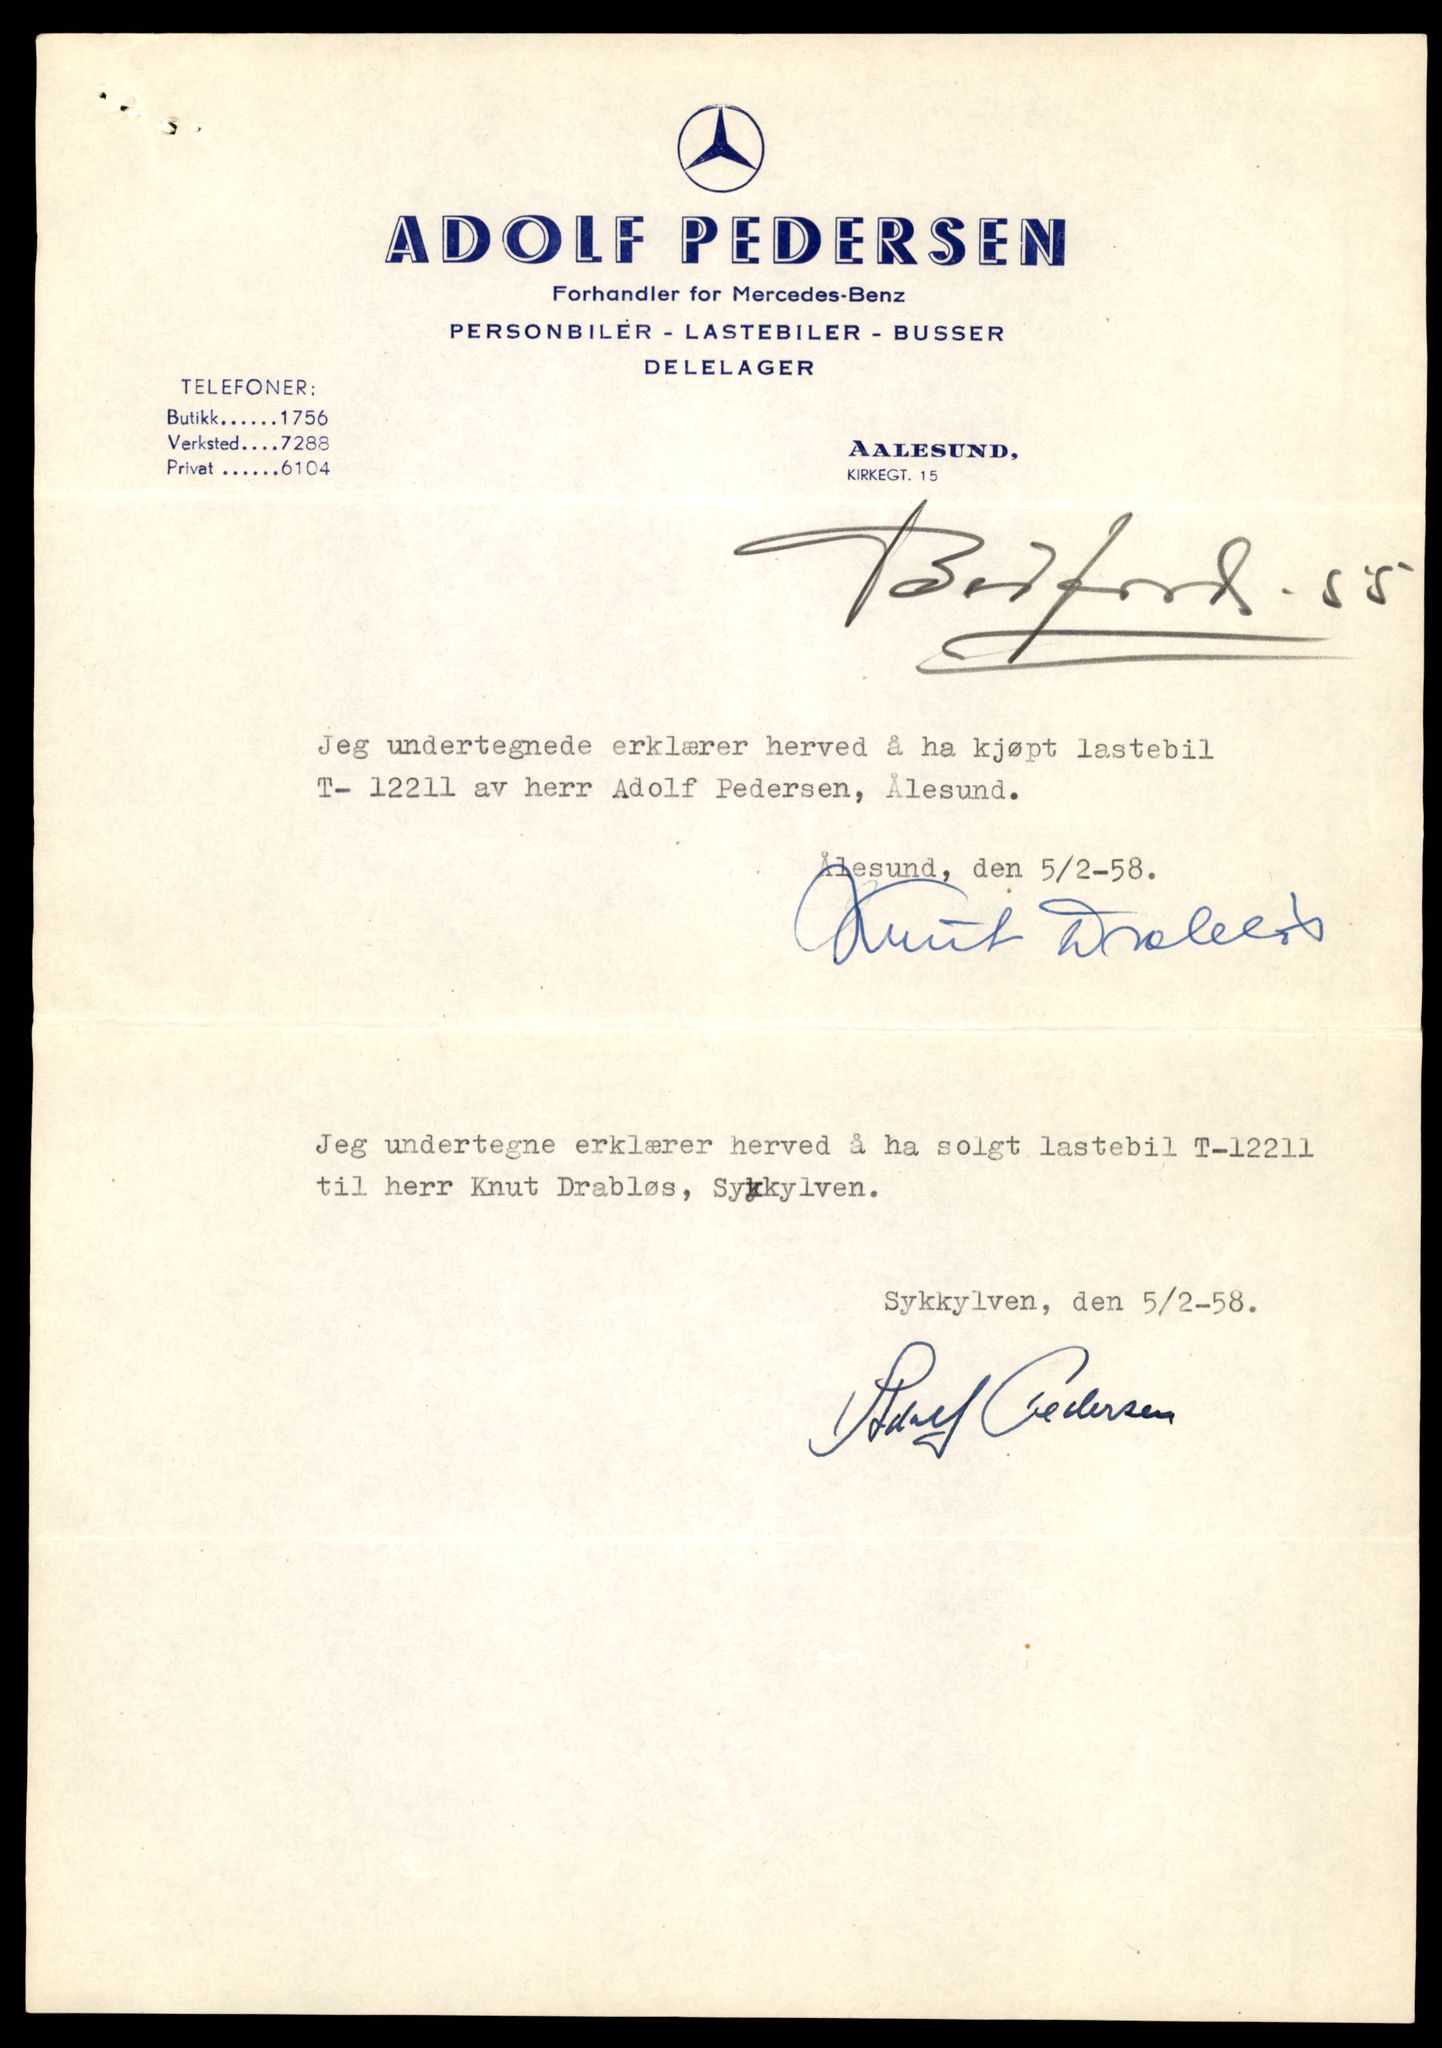 ADOLF PEDERSEN
Forhandler for Mercedes-Benz
PERSONBILER - LASTEBILER - BUSSER
DELELAGER
TELEFONER:
Butikk......1756
Verksted....7288
Privat ......6104
AALESUND,
KIRKEGT. 15
Bedford - 55
Jeg undertegnede erklærer herved å ha kjøpt lastebil
T- 12211 av herr Adolf Pedersen, Ålesund.
Ålesund, den 5/2-58.
Knut Drabløs
Jeg undertegne erklærer herved å ha solgt lastebil T-12211
til herr Knut Drabløs, Sykkylven.
Sykkylven, den 5/2-58.
Adolf Pedersen